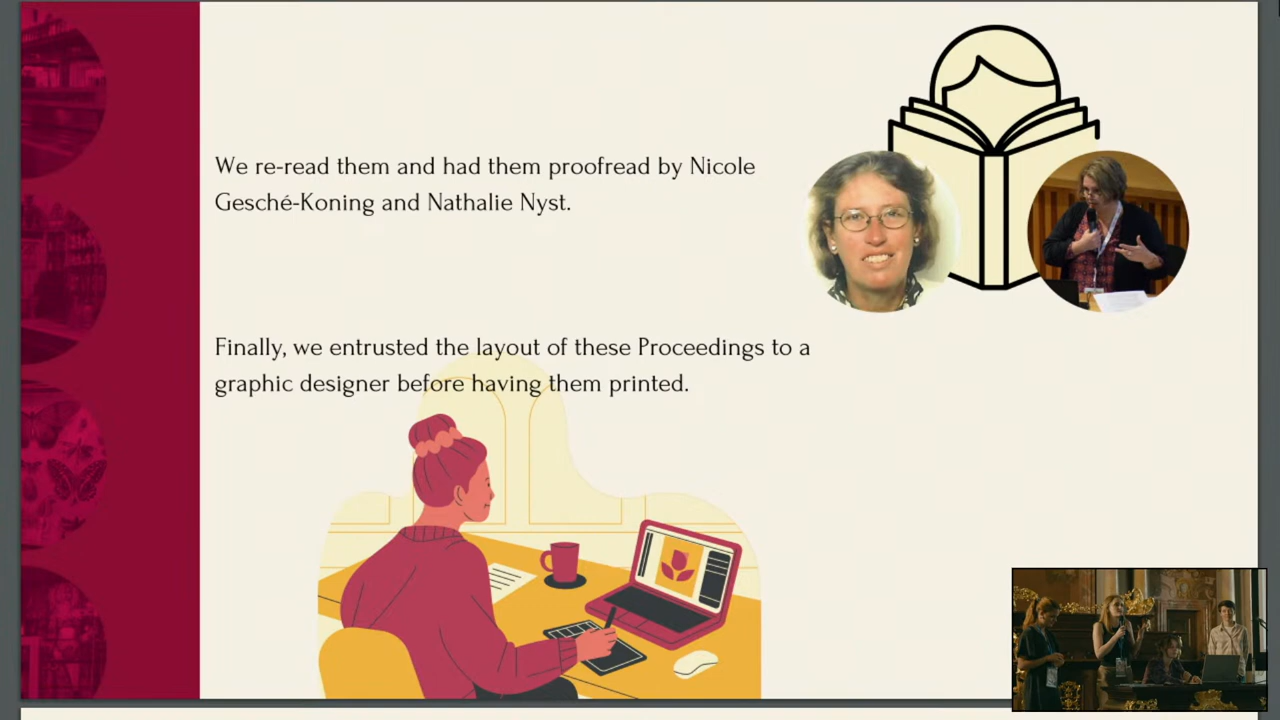 We re-read them and had them proofread by Nicole
Gesché-Koning and Nathalie Nyst.
Finally, we entrusted the layout of these Proceedings to a
graphic designer before having them printed.